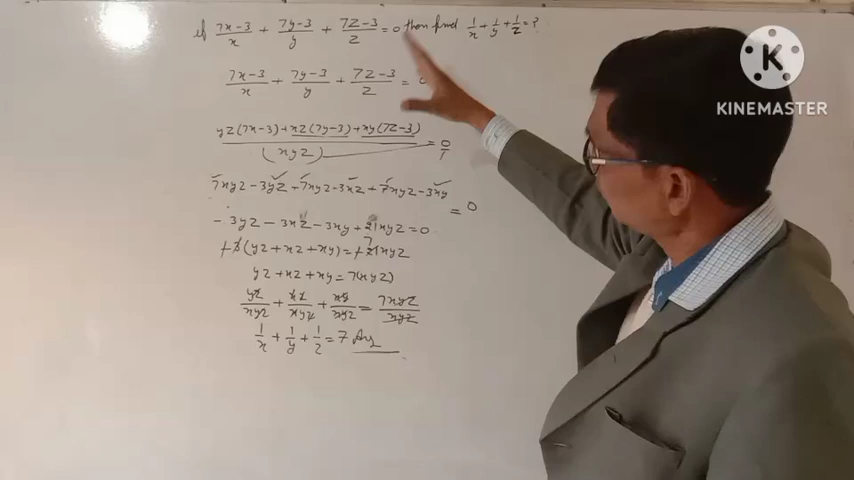 if (7x-3)/x + (7y-3)/y + (7z-3)/z = 0 then find 1/x + 1/y + 1/z = ?
(7x-3)/x + (7y-3)/y + (7z-3)/z = 0
(yz(7x-3) + xz(7y-3) + xy(7z-3))/(xyz) = 0/1
7xyz - 3yz + 7xyz - 3xz + 7xyz - 3xy = 0
- 3yz - 3xz - 3xy + 21xyz = 0
+3(yz + xz + xy) = +21xyz
7
yz + xz + xy = 7(xyz)
yz/xyz + xz/xyz + xy/xyz = 7xyz/xyz
1/x + 1/y + 1/z = 7 Ans
K
KINEMASTER